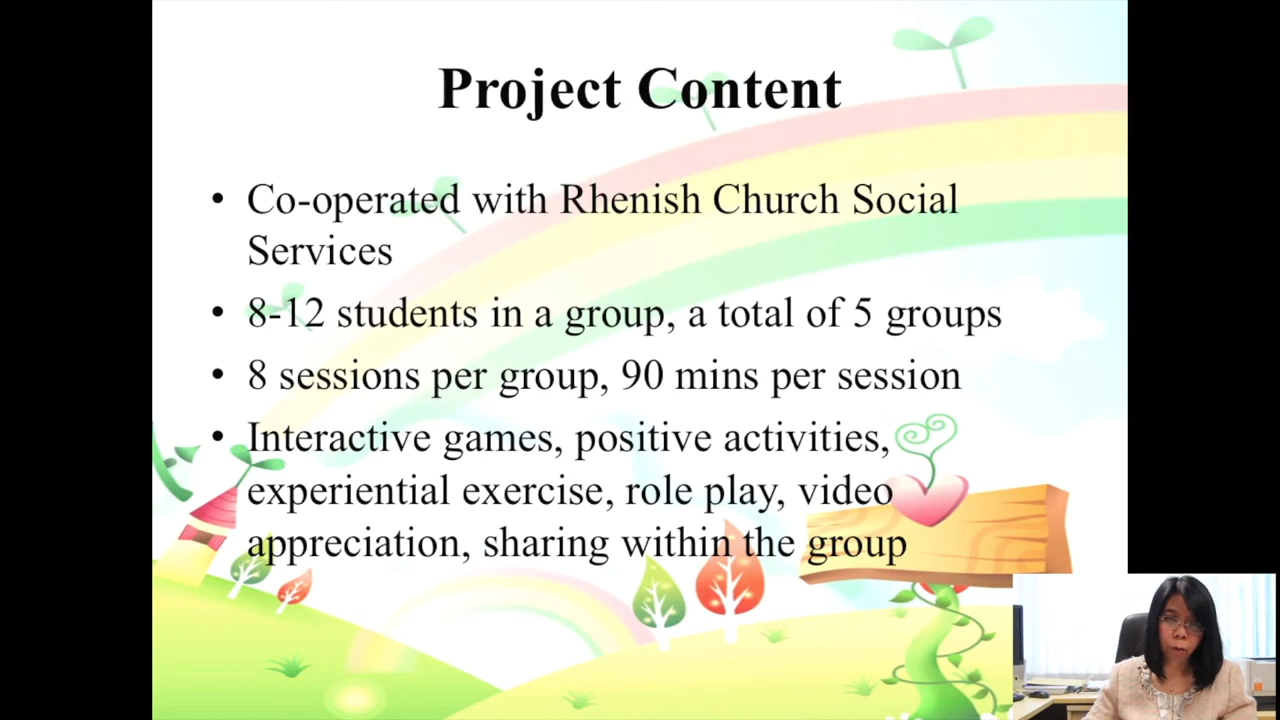 Project Content
• Co-operated with Rhenish Church Social
Services
• 8-12 students in a group, a total of 5 groups
• 8 sessions per group, 90 mins per session
• Interactive games, positive activities,
experiential exercise, role play, video
appreciation, sharing within the group